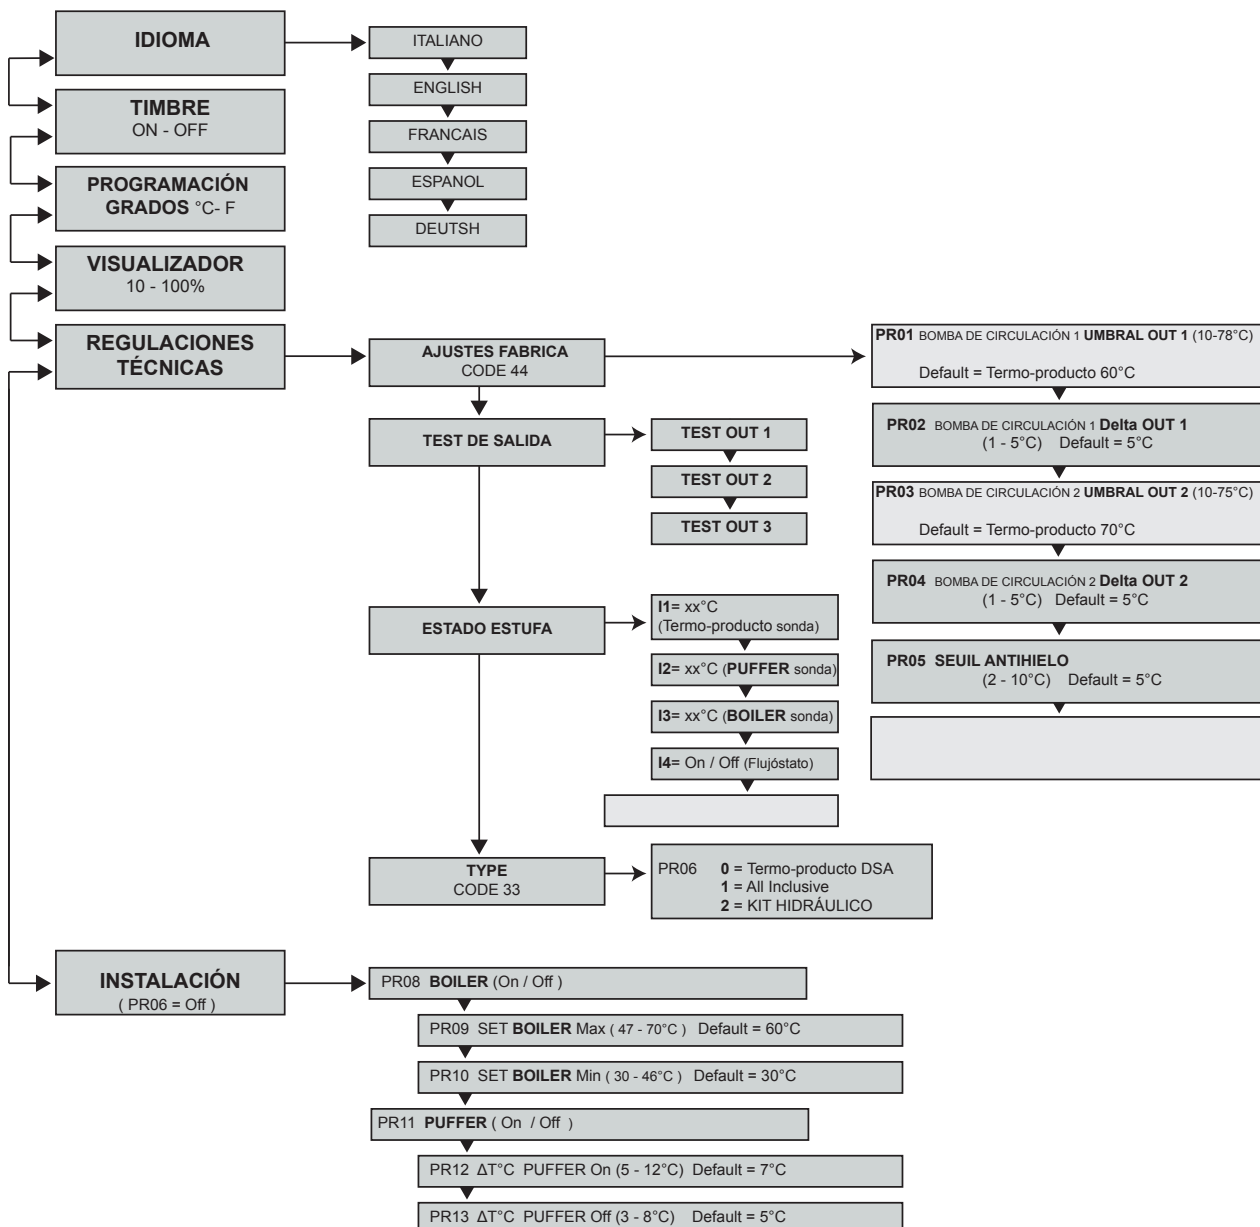 IDIOMA
ITALIANO
ENGLISH
FRANCAIS
ESPANOL
DEUTSH
TIMBRE
ON - OFF
PROGRAMACIÓN
GRADOS °C- F
VISUALIZADOR
10 - 100%
REGULACIONES
TÉCNICAS
AJUSTES FABRICA
CODE 44
PR01 BOMBA DE CIRCULACIÓN 1 UMBRAL OUT 1 (10-78°C)
Default = Termo-producto 60°C
PR02 BOMBA DE CIRCULACIÓN 1 Delta OUT 1
(1 - 5°C) Default = 5°C
PR03 BOMBA DE CIRCULACIÓN 2 UMBRAL OUT 2 (10-75°C)
Default = Termo-producto 70°C
PR04 BOMBA DE CIRCULACIÓN 2 Delta OUT 2
(1 - 5°C) Default = 5°C
PR05 SEUIL ANTIHIELO
(2 - 10°C) Default = 5°C
TEST DE SALIDA
TEST OUT 1
TEST OUT 2
TEST OUT 3
ESTADO ESTUFA
I1= xx°C
(Termo-producto sonda)
I2= xx°C (PUFFER sonda)
I3= xx°C (BOILER sonda)
I4= On / Off (Flujóstato)
TYPE
CODE 33
PR06 0 = Termo-producto DSA
1 = All Inclusive
2 = KIT HIDRÁULICO
INSTALACIÓN
( PR06 = Off )
PR08 BOILER (On / Off )
PR09 SET BOILER Max ( 47 - 70°C ) Default = 60°C
PR10 SET BOILER Min ( 30 - 46°C ) Default = 30°C
PR11 PUFFER ( On / Off )
PR12 ΔT°C PUFFER On (5 - 12°C) Default = 7°C
PR13 ΔT°C PUFFER Off (3 - 8°C) Default = 5°C